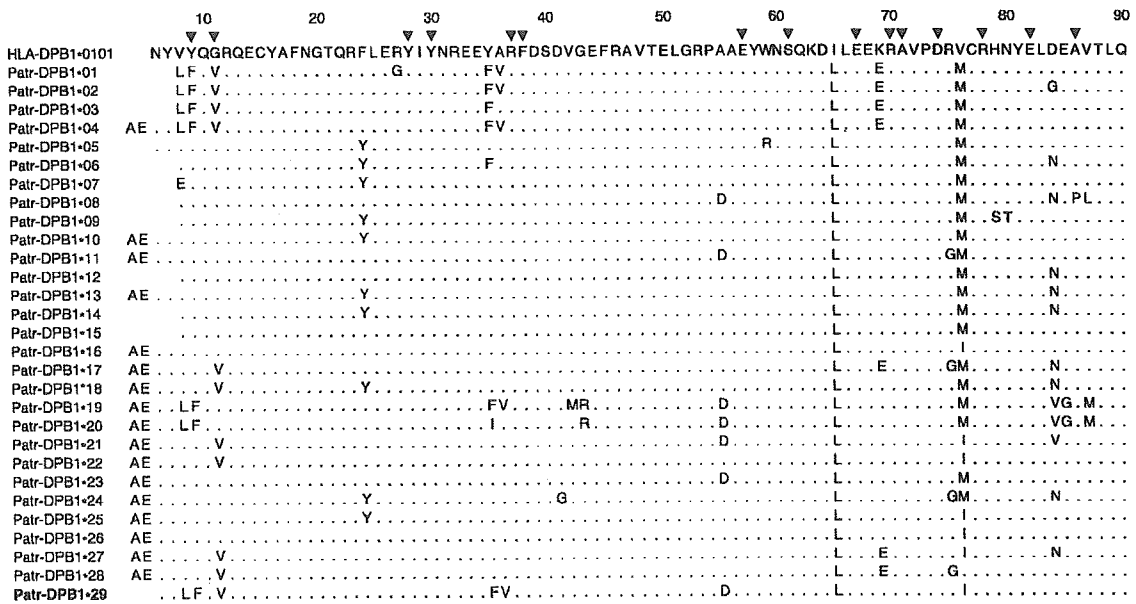 10 20 30 40 50 60 70 80 90
HLA-DPB1*0101 NYVYQGRQECYAFNGTQRFLERYIYNREEYARFDSDVGEFRAVTELGRPAAEYWNSQKDILEEKRAVPDRVCRHNYELDEAVTLQ
Patr-DPB1*01 LF.V...............G.......FV............................L...E......M..............
Patr-DPB1*02 LF.V.......................FV............................L...E......M.......G......
Patr-DPB1*03 LF.V.......................F.............................L...E......M..............
Patr-DPB1*04 AE..LF.V.......................FV............................L...E......M..............
Patr-DPB1*05 ..................Y..................................R.....L..........M..............
Patr-DPB1*06 ................Y..........F.............................L..........M.......N......
Patr-DPB1*07 E...............Y........................................L..........M..............
Patr-DPB1*08 ...............................................D.........L..........M.......N.PL...
Patr-DPB1*09 ................Y........................................L..........M..ST..........
Patr-DPB1*10 AE..................Y........................................L..........M..............
Patr-DPB1*11 AE.................................................D.........L.........GM..............
Patr-DPB1*12 .........................................................L..........M.......N......
Patr-DPB1*13 AE..................Y........................................L..........M.......N......
Patr-DPB1*14 ................Y........................................L..........M.......N......
Patr-DPB1*15 .........................................................L..........M..............
Patr-DPB1*16 AE...........................................................L..........I..............
Patr-DPB1*17 AE.....V.....................................................L...E.....GM.......N......
Patr-DPB1*18 AE.....V............Y........................................L..........M.......N......
Patr-DPB1*19 AE..LF.........................FV.....MR...........D.........L..........M.......VG.M...
Patr-DPB1*20 AE..LF.........................I.......R...........D.........L..........M.......VG.M...
Patr-DPB1*21 AE.....V...........................................D.........L..........I.......V......
Patr-DPB1*22 AE.....V.....................................................L..........I..............
Patr-DPB1*23 AE.................................................D.........L..........M..............
Patr-DPB1*24 AE..................Y................G.......................L.........GM.......N......
Patr-DPB1*25 AE..................Y........................................L..........I..............
Patr-DPB1*26 AE...........................................................L..........I..............
Patr-DPB1*27 AE.....V.....................................................L...E......I.......N......
Patr-DPB1*28 AE.....V.....................................................L...E.....G...............
Patr-DPB1*29 ..LF.V.......................FV..................D.........L..........I..............